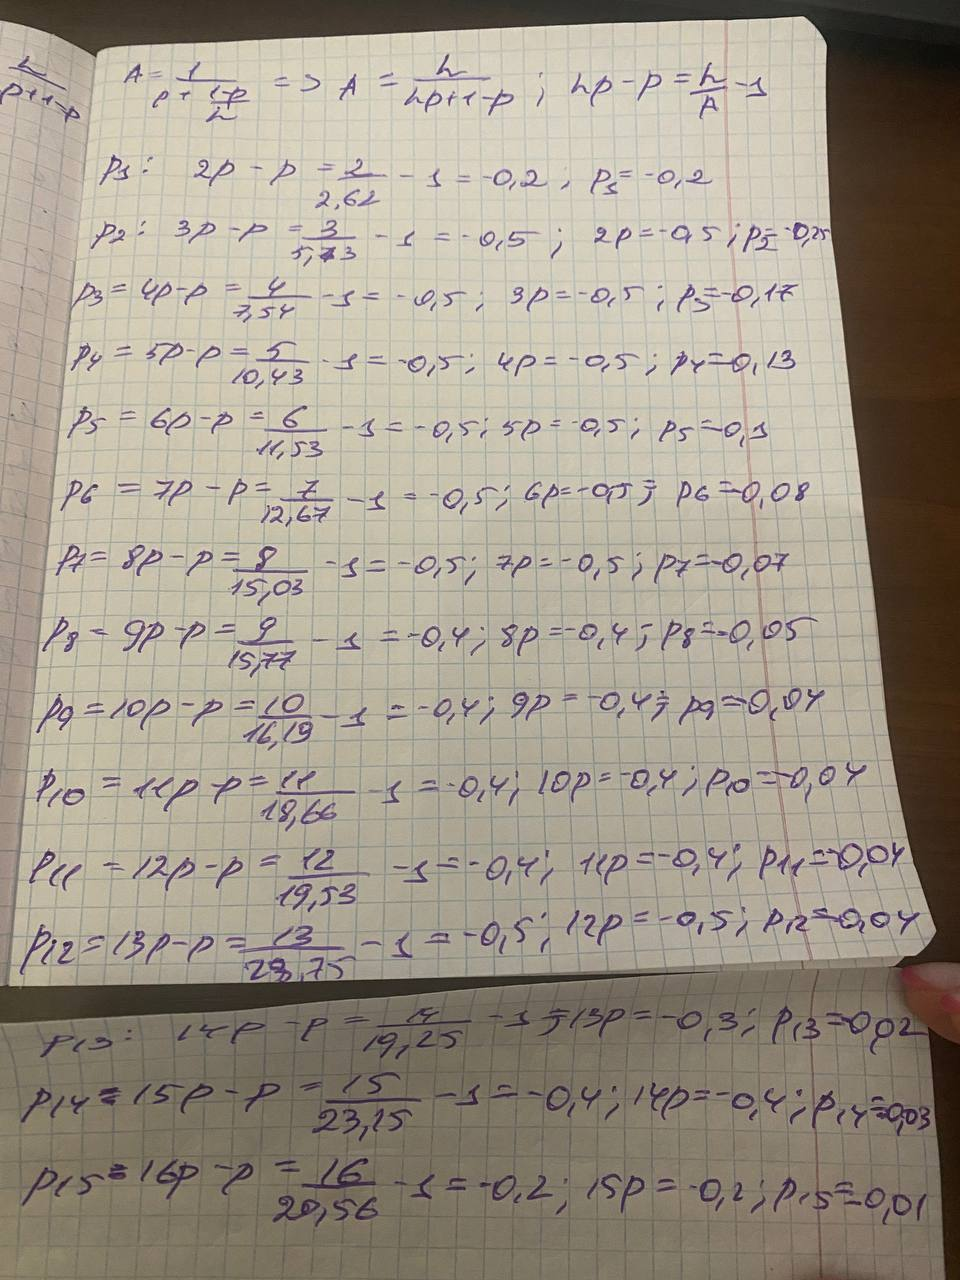 h/(p+1-p)
A = 1/(p + (1-p)/h) => A = h/(hp+1-p) ; hp-p = h/A - 1
p1: 2p - p = 2/2,62 - 1 = -0,2 ; p1 = -0,2
p2: 3p - p = 3/5,73 - 1 = -0,5 ; 2p = -0,5 ; p2 = -0,25
p3 = 4p-p = 4/7,54 - 1 = -0,5 ; 3p = -0,5 ; p3 = -0,17
p4 = 5p-p = 5/10,43 - 1 = -0,5 ; 4p = -0,5 ; p4 = -0,13
p5 = 6p-p = 6/11,53 - 1 = -0,5 ; 5p = -0,5 ; p5 = -0,1
p6 = 7p - p = 7/12,67 - 1 = -0,5 ; 6p = -0,5 ; p6 = -0,08
p7 = 8p - p = 8/15,03 - 1 = -0,5 ; 7p = -0,5 ; p7 = -0,07
p8 = 9p-p = 9/15,77 - 1 = -0,4 ; 8p = -0,4 ; p8 = -0,05
p9 = 10p - p = 10/16,19 - 1 = -0,4 ; 9p = -0,4 ; p9 = -0,04
p10 = 11p - p = 11/18,66 - 1 = -0,4 ; 10p = -0,4 ; p10 = -0,04
p11 = 12p-p = 12/19,53 - 1 = -0,4 ; 11p = -0,4 ; p11 = -0,04
p12 = 13p-p = 13/28,75 - 1 = -0,5 ; 12p = -0,5 ; p12 = -0,04
p13: 14p - p = 14/19,25 - 1 ; 13p = -0,3 ; p13 = -0,02
p14 = 15p - p = 15/23,15 - 1 = -0,4 ; 14p = -0,4 ; p14 = -0,03
p15 = 16p - p = 16/20,56 - 1 = -0,2 ; 15p = -0,2 ; p15 = -0,01